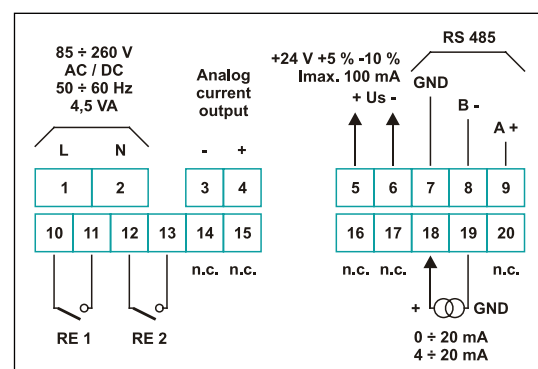 85 ÷ 260 V
AC / DC
50 ÷ 60 Hz
4,5 VA
L N
Analog
current
output
- +
+24 V +5 % -10 %
Imax. 100 mA
+ Us -
RS 485
GND
B -
A +
1 2 3 4 5 6 7 8 9
10 11 12 13 14 15 16 17 18 19 20
n.c. n.c. n.c. n.c. n.c.
RE 1 RE 2
+ GND
0 ÷ 20 mA
4 ÷ 20 mA